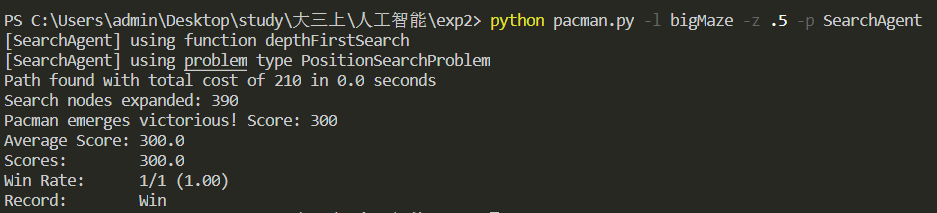 PS C:\Users\admin\Desktop\study\大三上\人工智能\exp2> python pacman.py -l bigMaze -z .5 -p SearchAgent
[SearchAgent] using function depthFirstSearch
[SearchAgent] using problem type PositionSearchProblem
Path found with total cost of 210 in 0.0 seconds
Search nodes expanded: 390
Pacman emerges victorious! Score: 300
Average Score: 300.0
Scores:        300.0
Win Rate:      1/1 (1.00)
Record:        Win